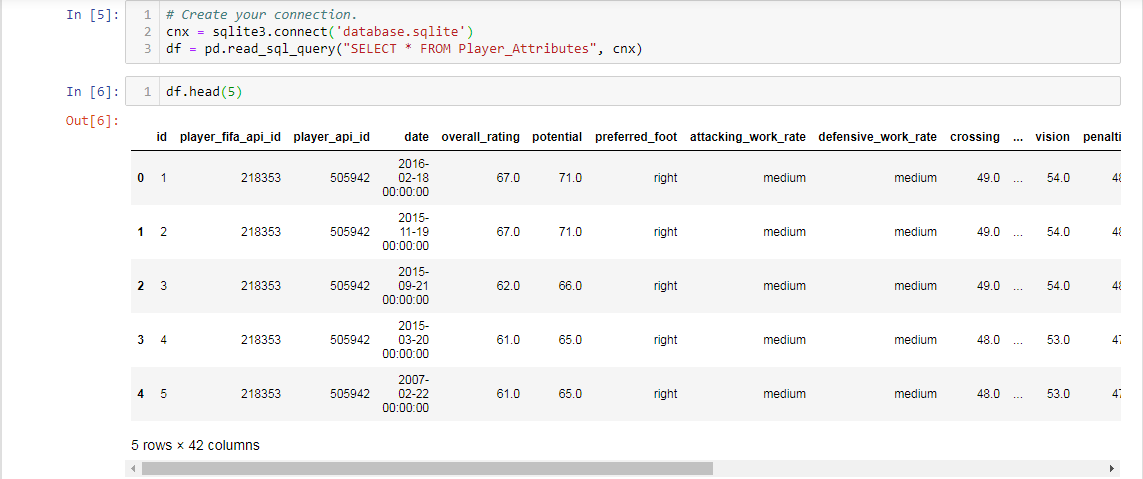 In [5]: 1 # Create your connection.
2 cnx = sqlite3.connect('database.sqlite')
3 df = pd.read_sql_query("SELECT * FROM Player_Attributes", cnx)
In [6]: 1 df.head(5)
Out[6]:
id player_fifa_api_id player_api_id date overall_rating potential preferred_foot attacking_work_rate defensive_work_rate crossing ... vision penalti
0 1 218353 505942 2016-02-18 00:00:00 67.0 71.0 right medium medium 49.0 ... 54.0 48
1 2 218353 505942 2015-11-19 00:00:00 67.0 71.0 right medium medium 49.0 ... 54.0 48
2 3 218353 505942 2015-09-21 00:00:00 62.0 66.0 right medium medium 49.0 ... 54.0 48
3 4 218353 505942 2015-03-20 00:00:00 61.0 65.0 right medium medium 48.0 ... 53.0 47
4 5 218353 505942 2007-02-22 00:00:00 61.0 65.0 right medium medium 48.0 ... 53.0 47
5 rows × 42 columns